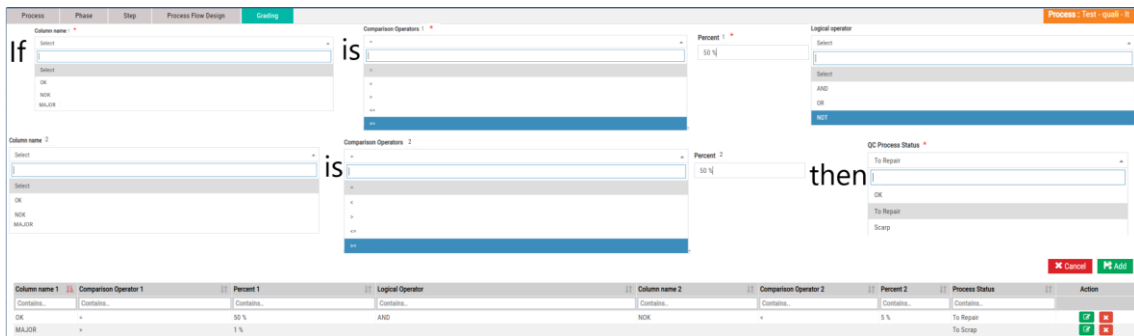 Process Phase Step Process Flow Design Grading Process : Test - quali - lt
Column name 1 * Comparison Operators 1 * Percent 1 * Logical operator
If Select is = 50 % Select
Select < Select
OK < AND
NOK > OR
MAJOR <= NOT
>=
Column name 2 Comparison Operators 2 Percent 2 QC Process Status *
Select is = 50 % then To Repair
Select = OK
OK < To Repair
NOK > Scarp
MAJOR <=
>=
Cancel Add
Column name 1 Comparison Operator 1 Percent 1 Logical Operator Column name 2 Comparison Operator 2 Percent 2 Process Status Action
Contains.. Contains.. Contains.. Contains.. Contains.. Contains.. Contains.. Contains..
OK < 50 % AND NOK < 5 % To Repair
MAJOR > 1 % To Scrap